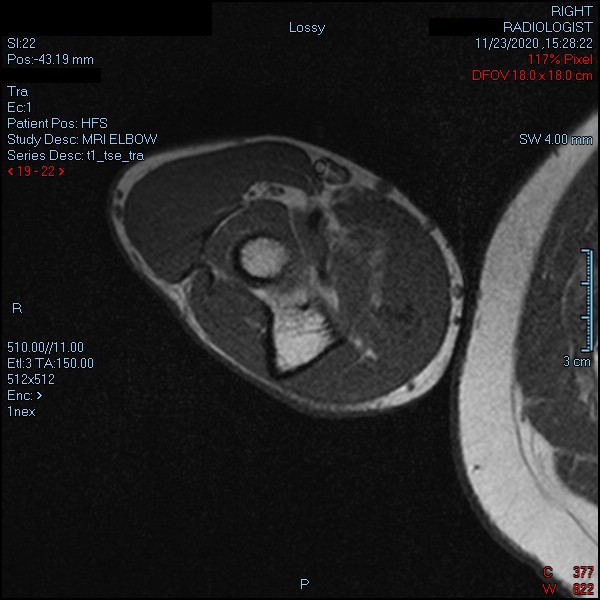 RIGHT
Lossy
RADIOLOGIST
SI:22
11/23/2020 ,15:28:22
Pos:-43.19 mm
117% Pixel
DFOV 18.0 x 18.0 cm
Tra
Ec:1
Patient Pos: HFS
Study Desc: MRI ELBOW
SW 4.00 mm
Series Desc: t1_tse_tra
< 19 - 22 >
R
510.00//11.00
Etl:3 TA:150.00
3 cm
512x512
Enc: >
1nex
C 377
P
W 822